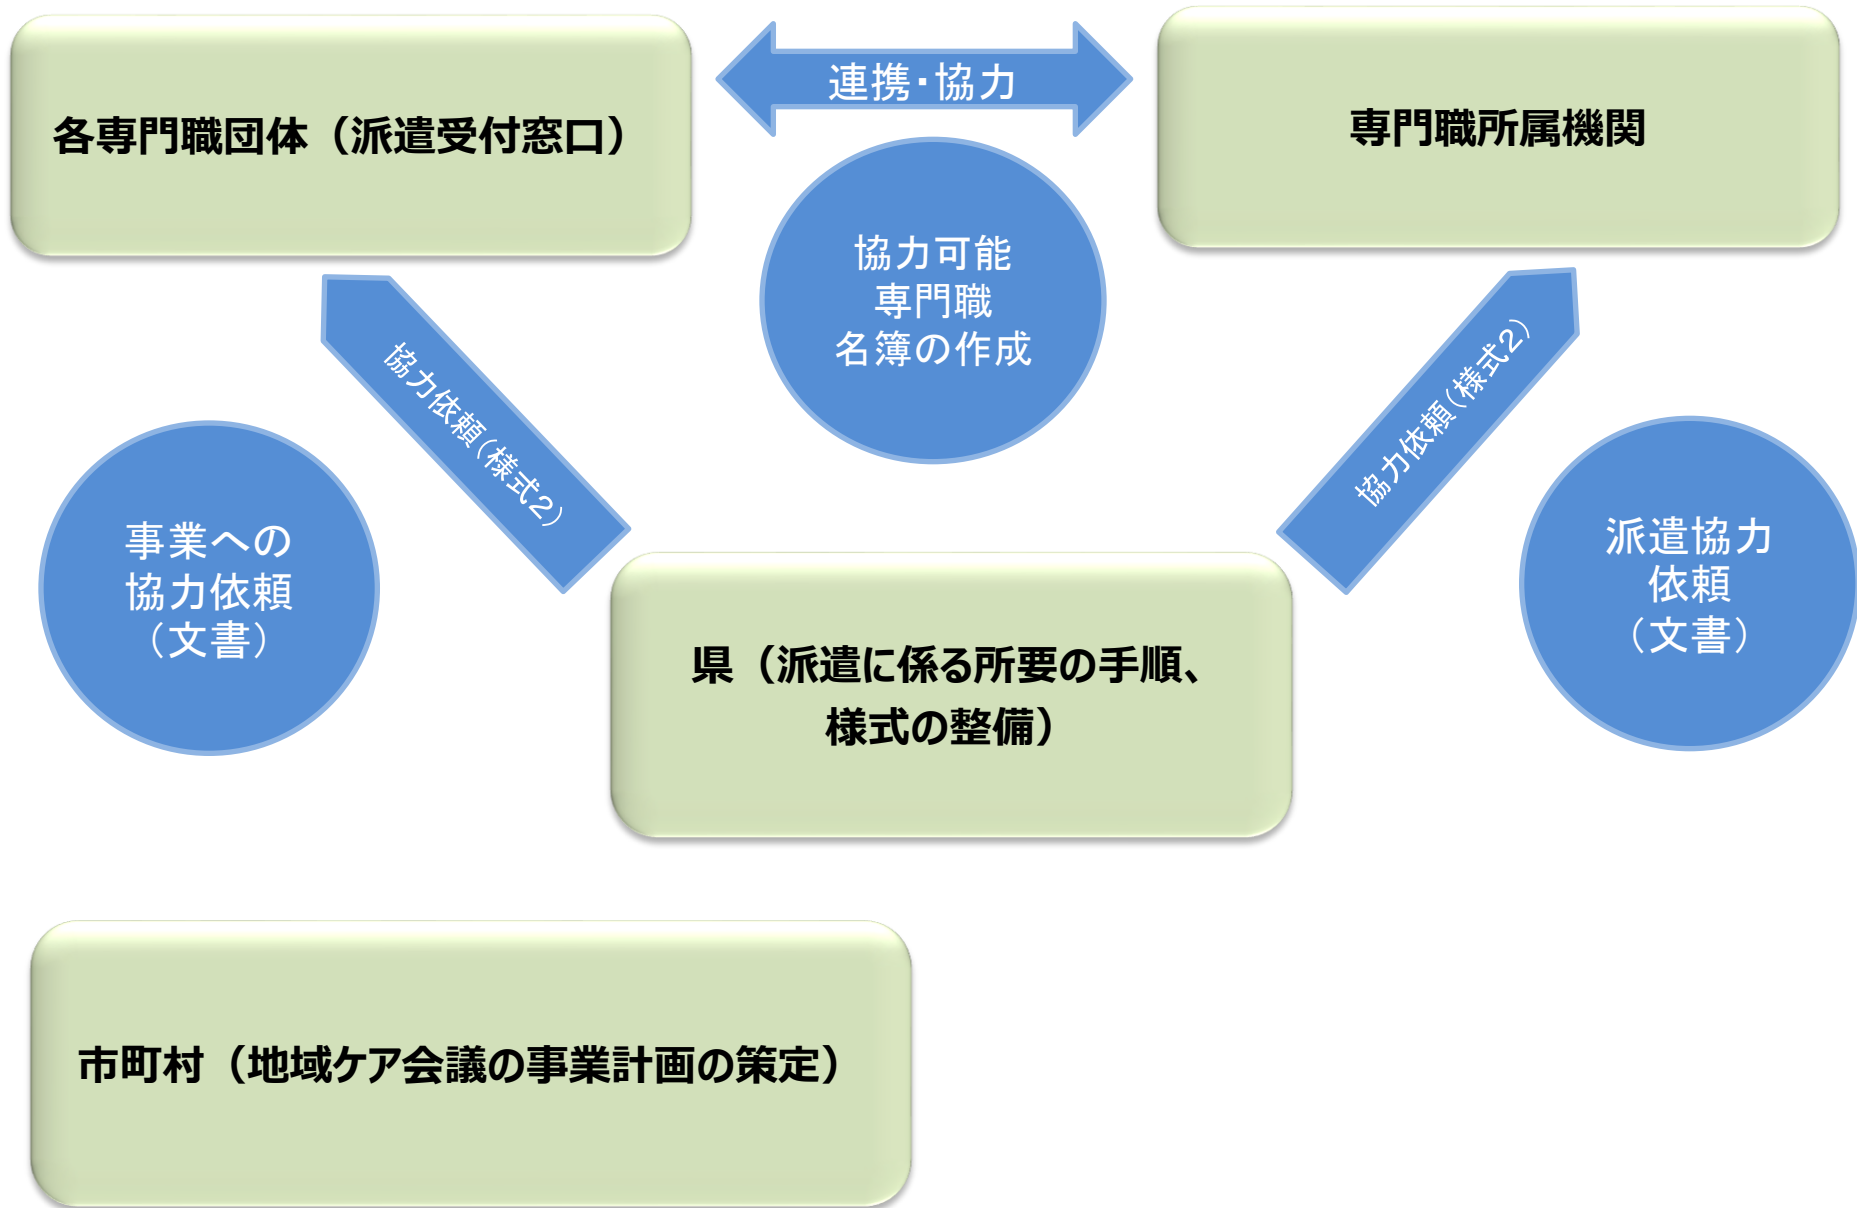 連携・協力
各専門職団体（派遣受付窓口）
専門職所属機関
協力可能
専門職
名簿の作成
協力依頼（様式２）
協力依頼（様式２）
事業への
協力依頼
（文書）
派遣協力
依頼
（文書）
県（派遣に係る所要の手順、
様式の整備）
市町村（地域ケア会議の事業計画の策定）